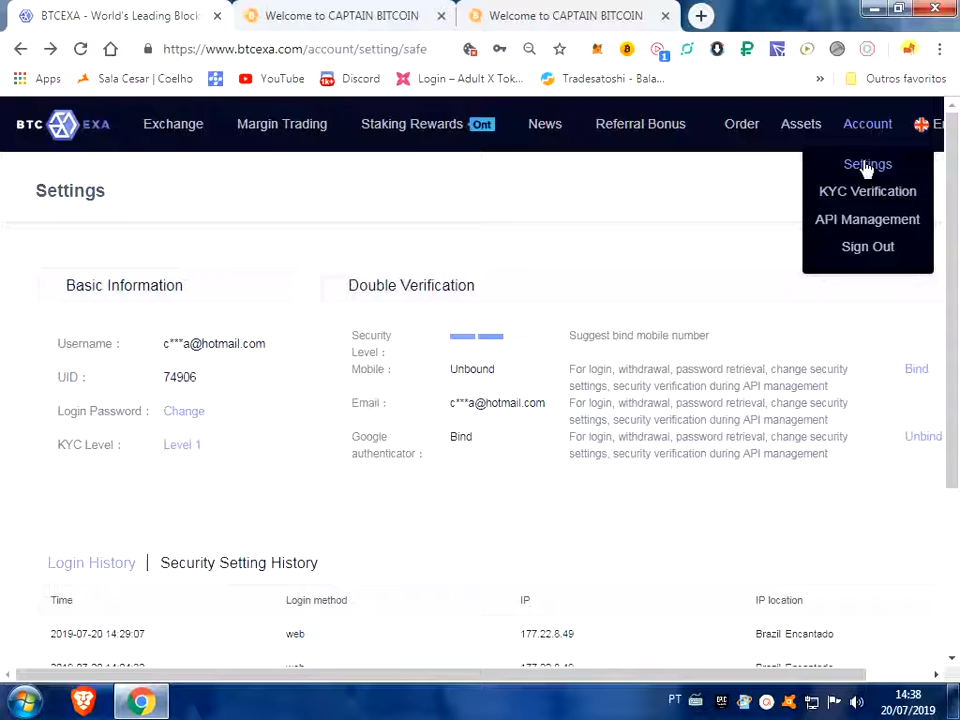 BTCEXA - World's Leading Block
Welcome to CAPTAIN BITCOIN
Welcome to CAPTAIN BITCOIN
https://www.btcexa.com/account/setting/safe
1
Apps
Sala Cesar | Coelho
YouTube
1k+
Discord
Login – Adult X Tok...
Tradesatoshi - Bala...
»
Outros favoritos
BTC EXA
Exchange
Margin Trading
Staking Rewards Ont
News
Referral Bonus
Order
Assets
Account
En
Settings
KYC Verification
API Management
Sign Out
Settings
Basic Information
Username :
c***a@hotmail.com
UID :
74906
Login Password :
Change
KYC Level :
Level 1
Double Verification
Security Level :
Suggest bind mobile number
Mobile :
Unbound
For login, withdrawal, password retrieval, change security
settings, security verification during API management
Bind
Email :
c***a@hotmail.com
For login, withdrawal, password retrieval, change security
settings, security verification during API management
Google authenticator :
Bind
For login, withdrawal, password retrieval, change security
settings, security verification during API management
Unbind
Login History | Security Setting History
Time
Login method
IP
IP location
2019-07-20 14:29:07
web
177.22.8.49
Brazil Encantado
PT
14:38
20/07/2019